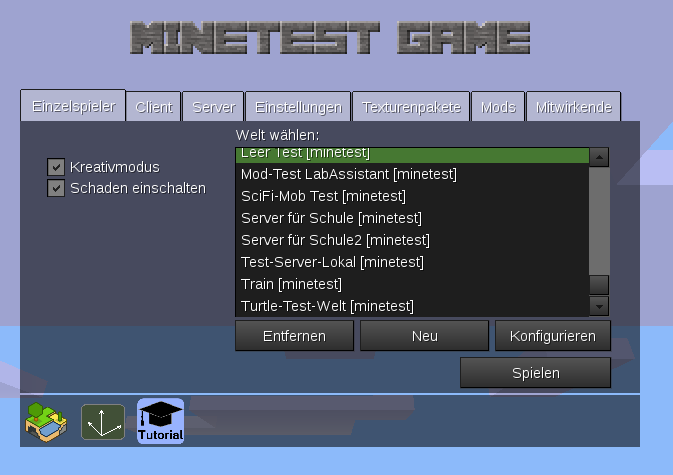 MINETEST GAME
Einzelspieler Client Server Einstellungen Texturenpakete Mods Mitwirkende
Welt wählen:
Kreativmodus
Schaden einschalten
Leer Test [minetest]
Mod-Test LabAssistant [minetest]
SciFi-Mob Test [minetest]
Server für Schule [minetest]
Server für Schule2 [minetest]
Test-Server-Lokal [minetest]
Train [minetest]
Turtle-Test-Welt [minetest]
Entfernen Neu Konfigurieren
Spielen
Tutorial